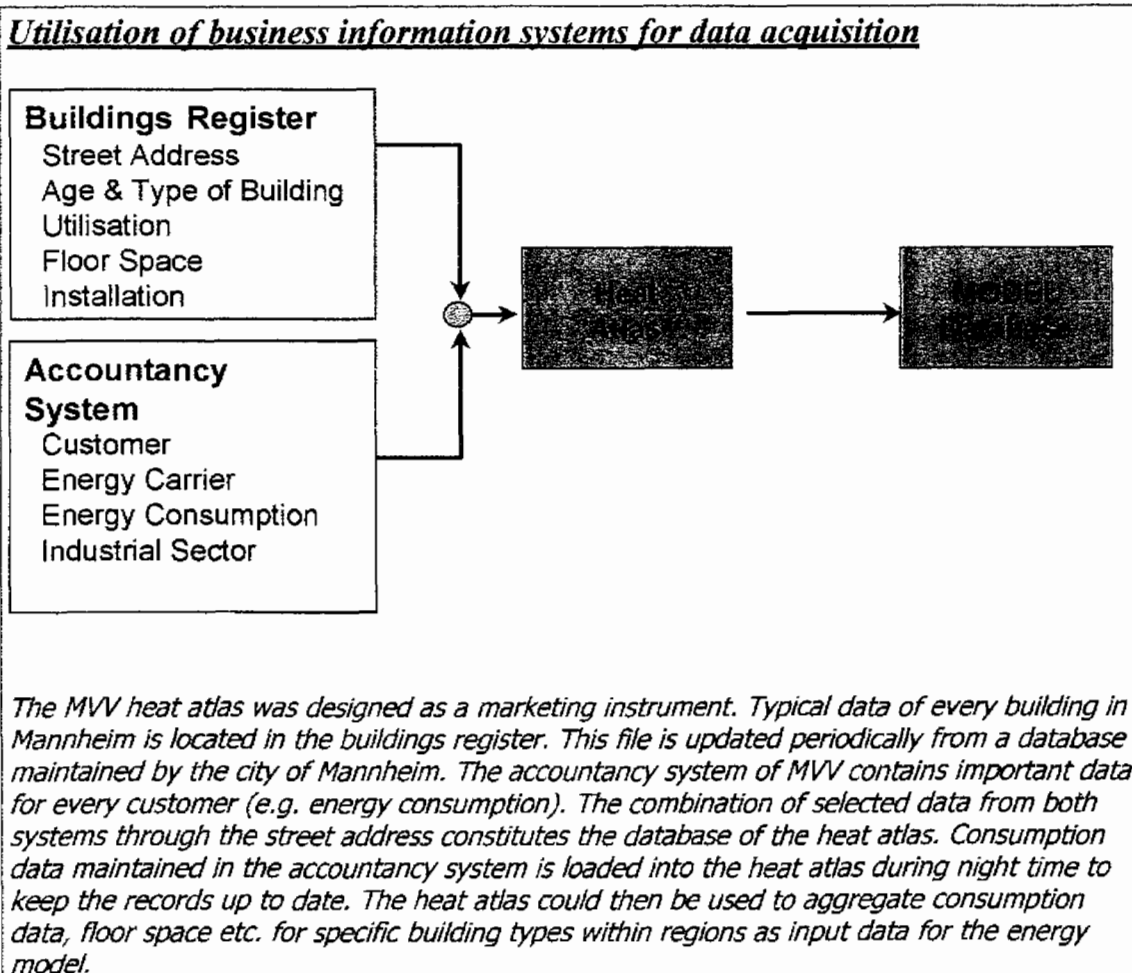 Utilisation of business information systems for data acquisition
Buildings Register
Street Address
Age & Type of Building
Utilisation
Floor Space
Installation
Heat
Atlas
MODEL
Database
Accountancy
System
Customer
Energy Carrier
Energy Consumption
Industrial Sector
The MVV heat atlas was designed as a marketing instrument. Typical data of every building in
Mannheim is located in the buildings register. This file is updated periodically from a database
maintained by the city of Mannheim. The accountancy system of MVV contains important data
for every customer (e.g. energy consumption). The combination of selected data from both
systems through the street address constitutes the database of the heat atlas. Consumption
data maintained in the accountancy system is loaded into the heat atlas during night time to
keep the records up to date. The heat atlas could then be used to aggregate consumption
data, floor space etc. for specific building types within regions as input data for the energy
model.